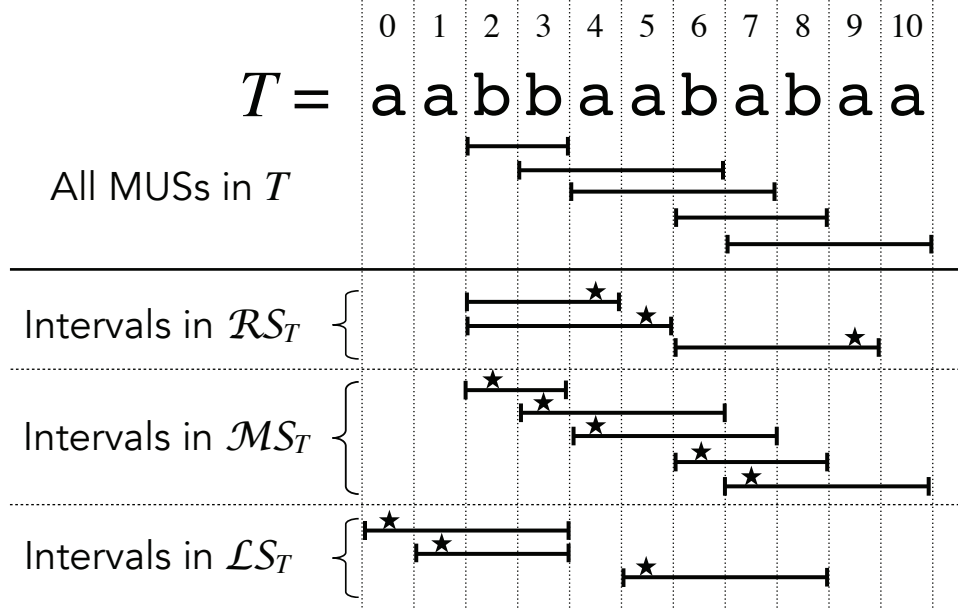 0 1 2 3 4 5 6 7 8 9 10
T = a a b b a a b a b a a
All MUSs in T
Intervals in ℛS_T
Intervals in ℳS_T
Intervals in ℒS_T